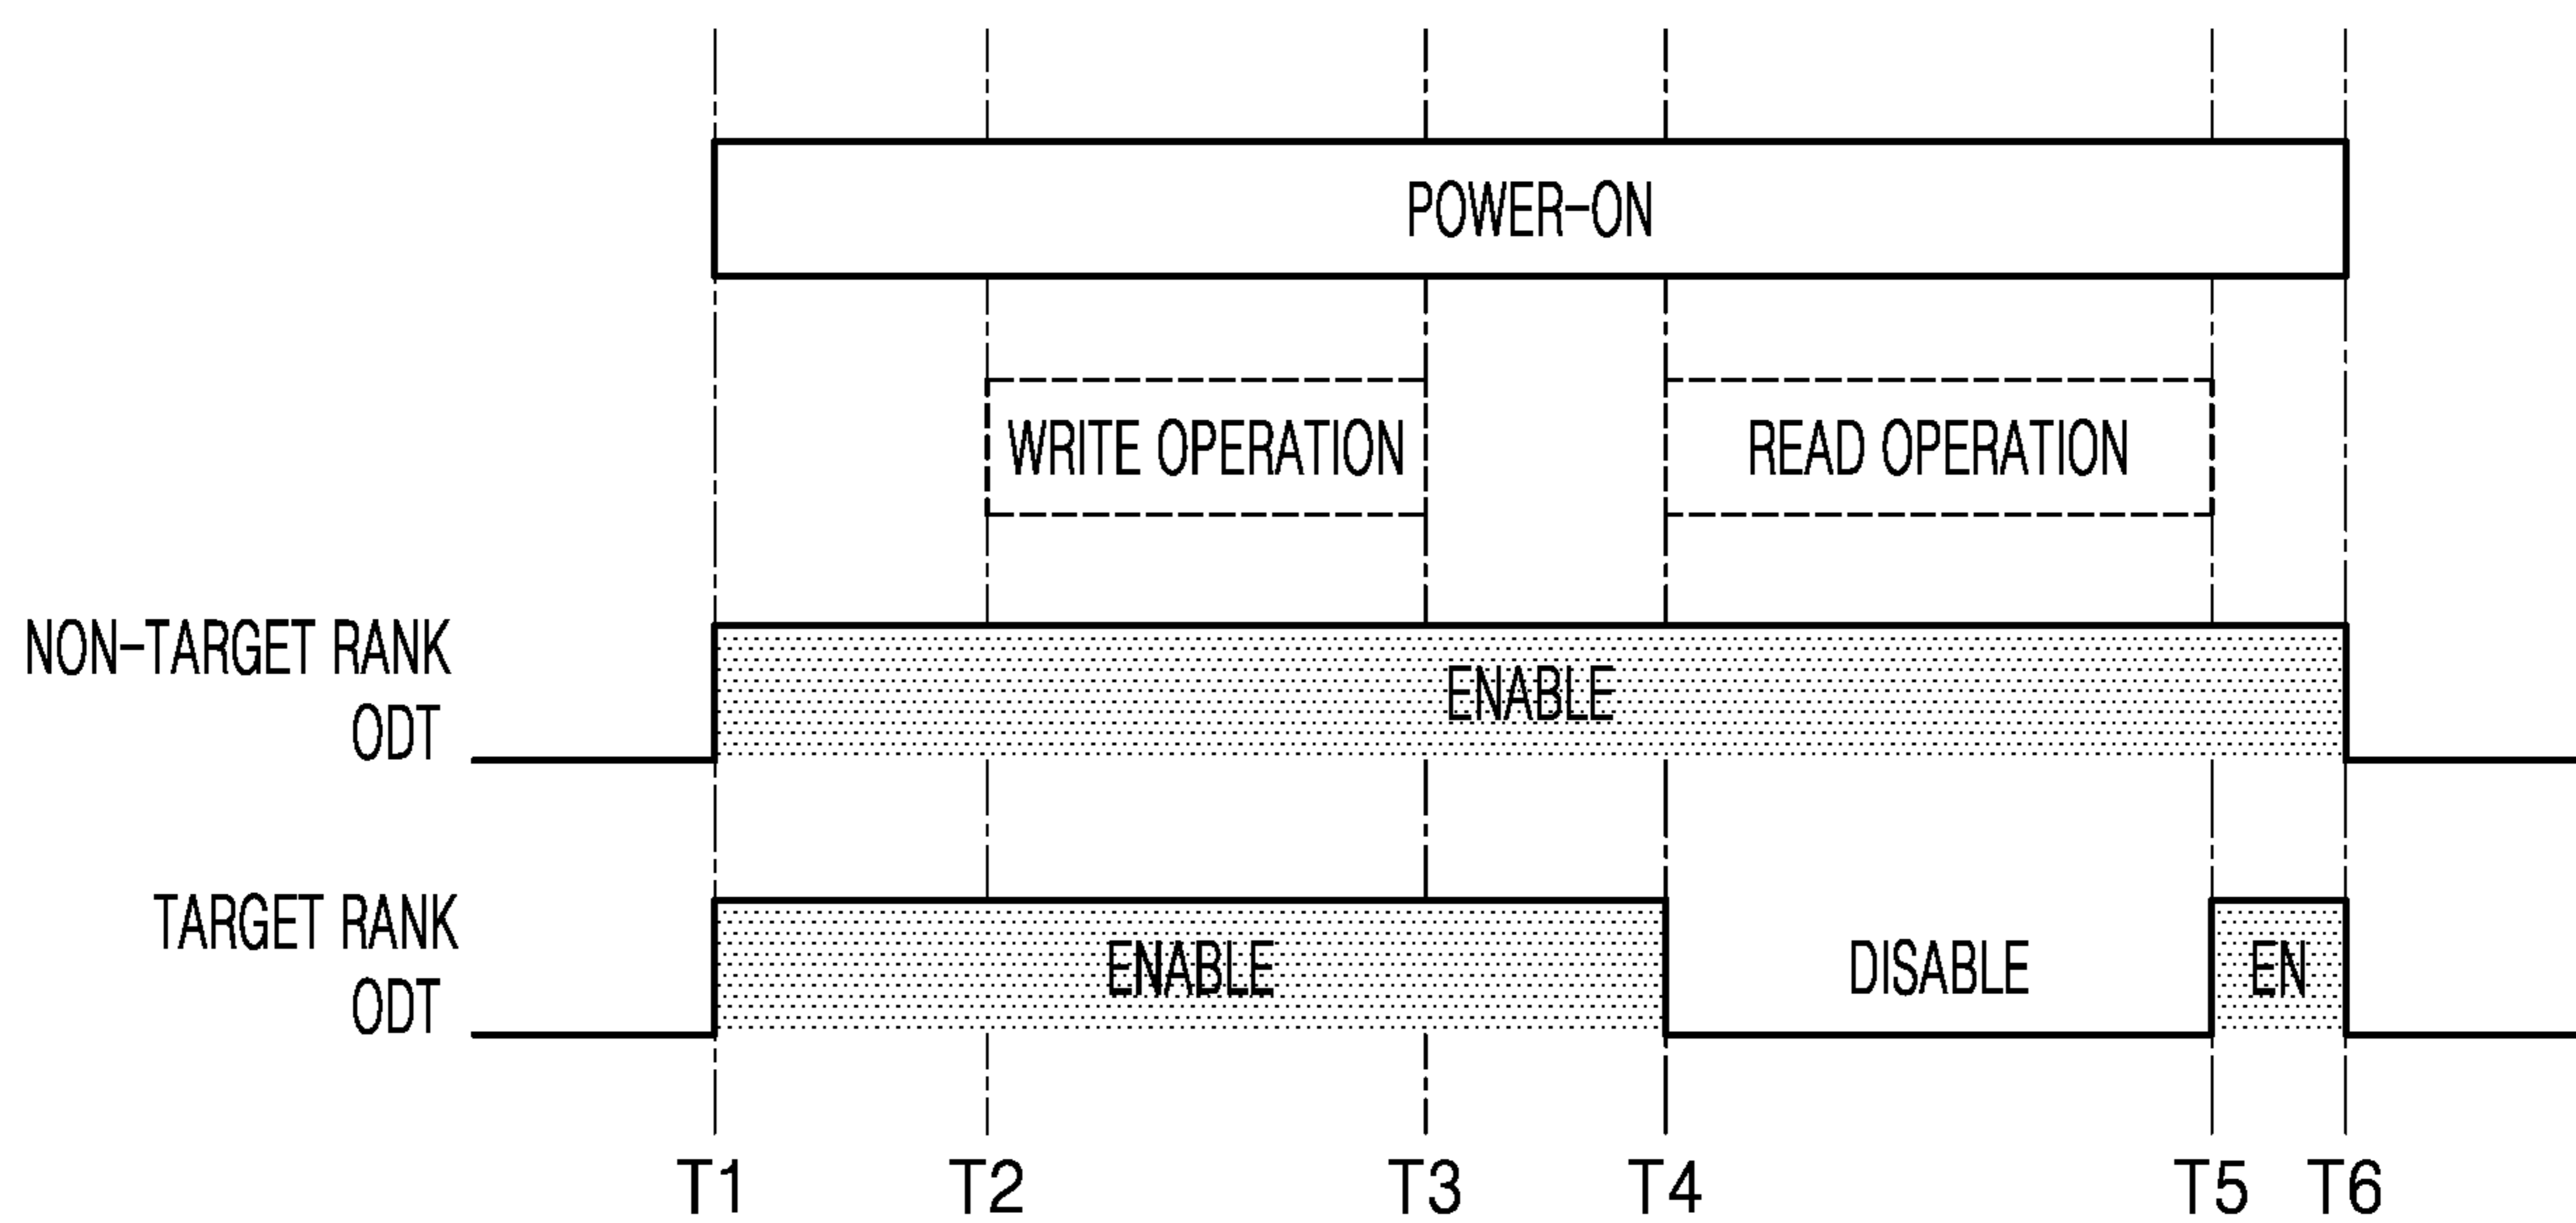 POWER-ON
WRITE OPERATION
READ OPERATION
NON-TARGET RANK
ODT
ENABLE
TARGET RANK
ODT
ENABLE
DISABLE
EN
T1
T2
T3
T4
T5
T6